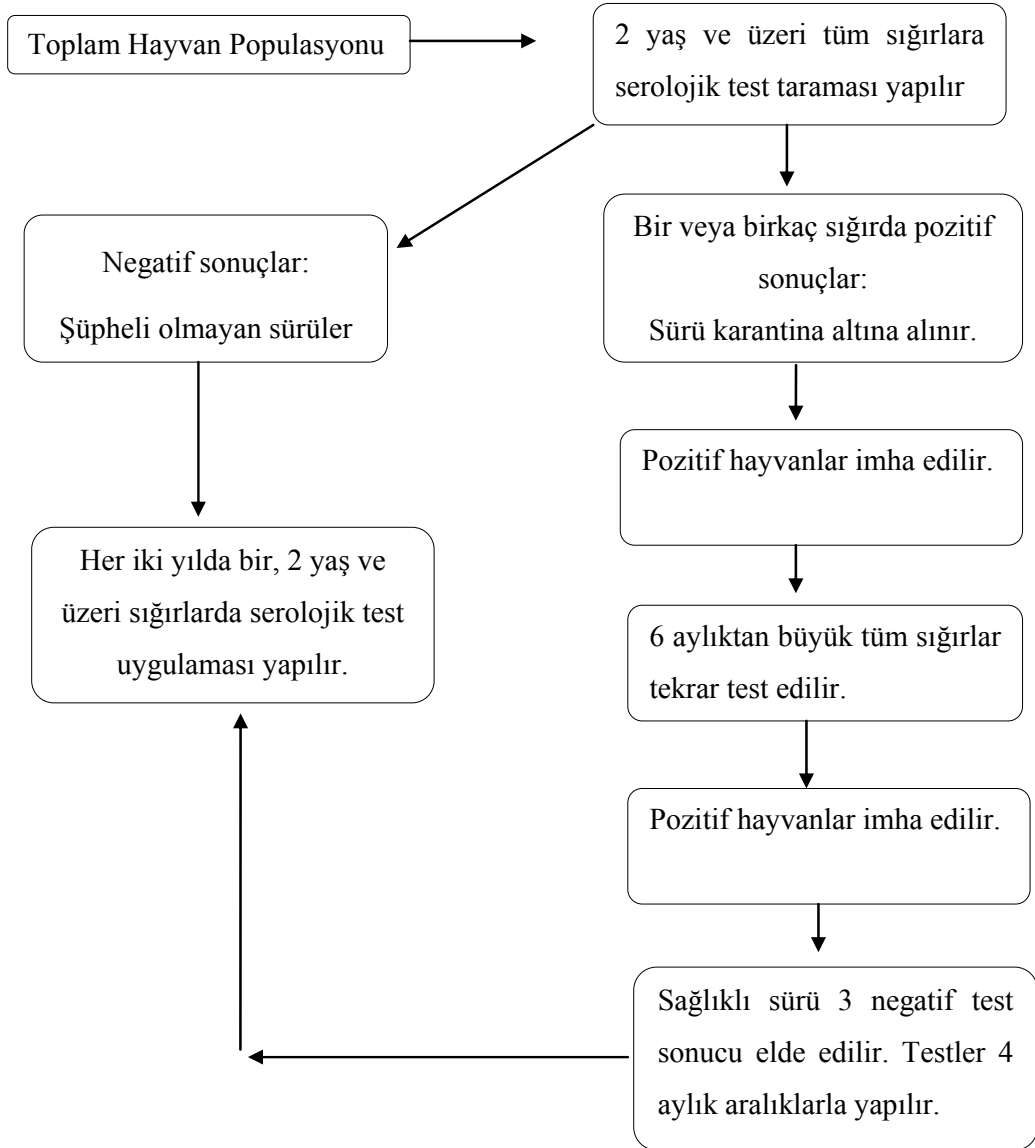 Toplam Hayvan Populasyonu
2 yaş ve üzeri tüm sığırlara
serolojik test taraması yapılır
Negatif sonuçlar:
Şüpheli olmayan sürüler
Bir veya birkaç sığırda pozitif
sonuçlar:
Sürü karantina altına alınır.
Pozitif hayvanlar imha edilir.
Her iki yılda bir, 2 yaş ve
üzeri sığırlarda serolojik test
uygulaması yapılır.
6 aylıktan büyük tüm sığırlar
tekrar test edilir.
Pozitif hayvanlar imha edilir.
Sağlıklı sürü 3 negatif test
sonucu elde edilir. Testler 4
aylık aralıklarla yapılır.